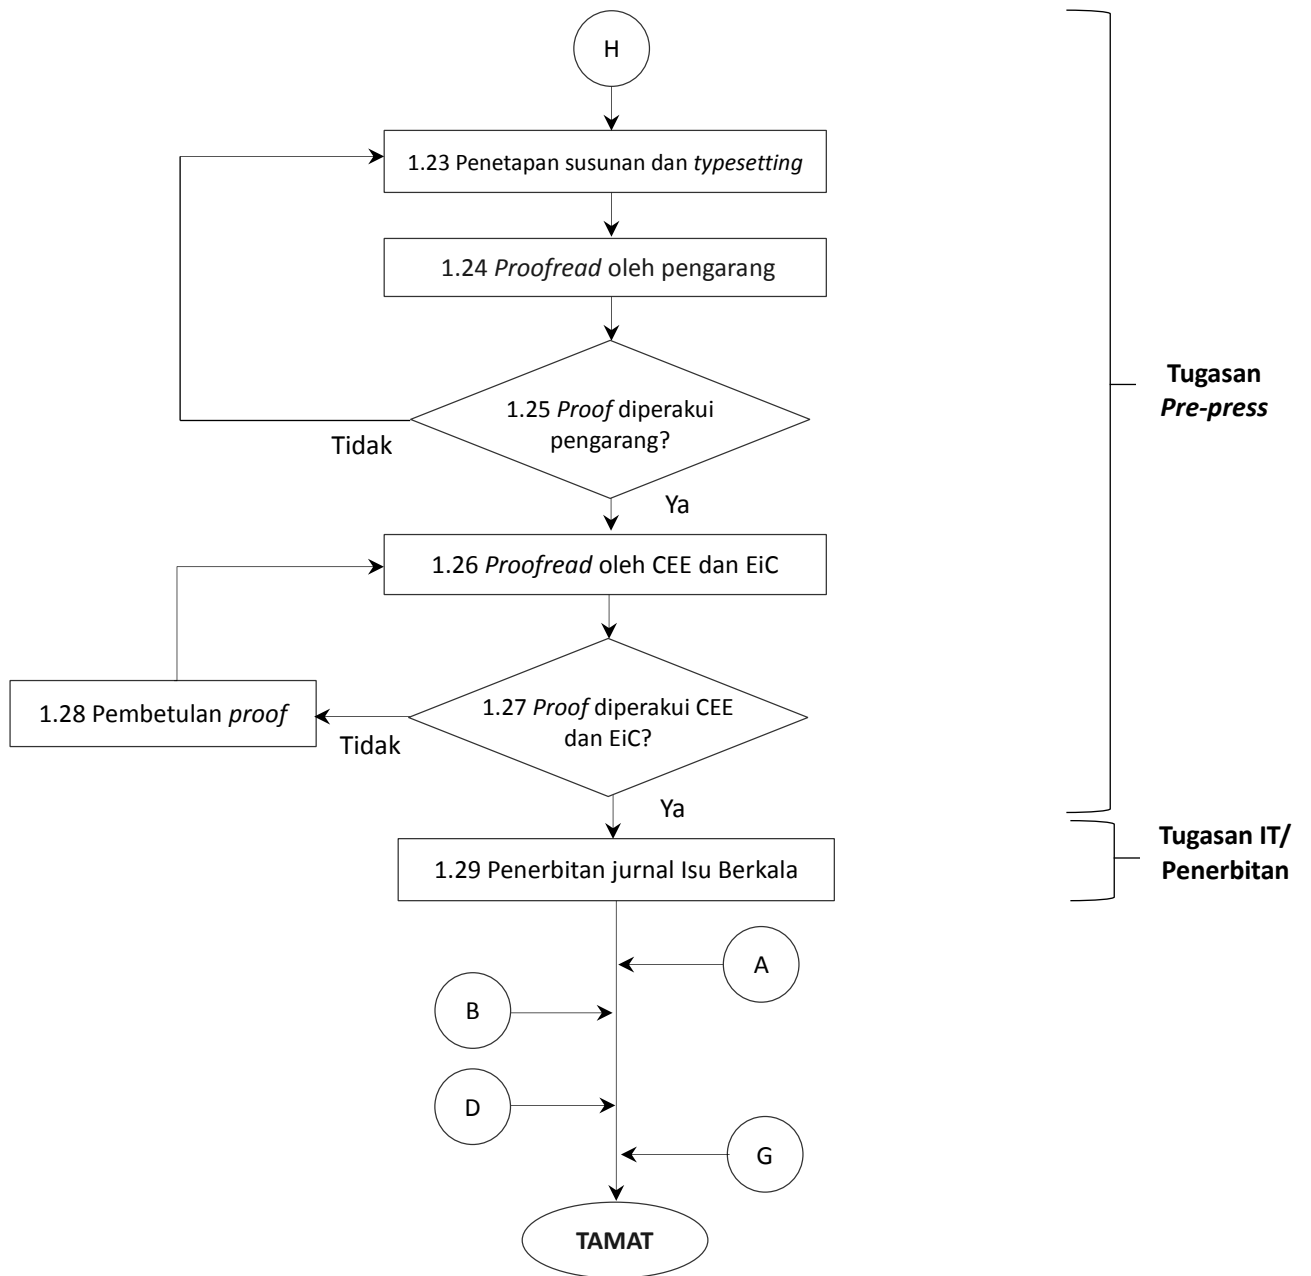 H
1.23 Penetapan susunan dan typesetting
1.24 Proofread oleh pengarang
1.25 Proof diperakui
pengarang?
Tidak
Ya
Tugasan
Pre-press
1.26 Proofread oleh CEE dan EiC
1.27 Proof diperakui CEE
dan EiC?
1.28 Pembetulan proof
Tidak
Ya
1.29 Penerbitan jurnal Isu Berkala
Tugasan IT/
Penerbitan
A
B
D
G
TAMAT